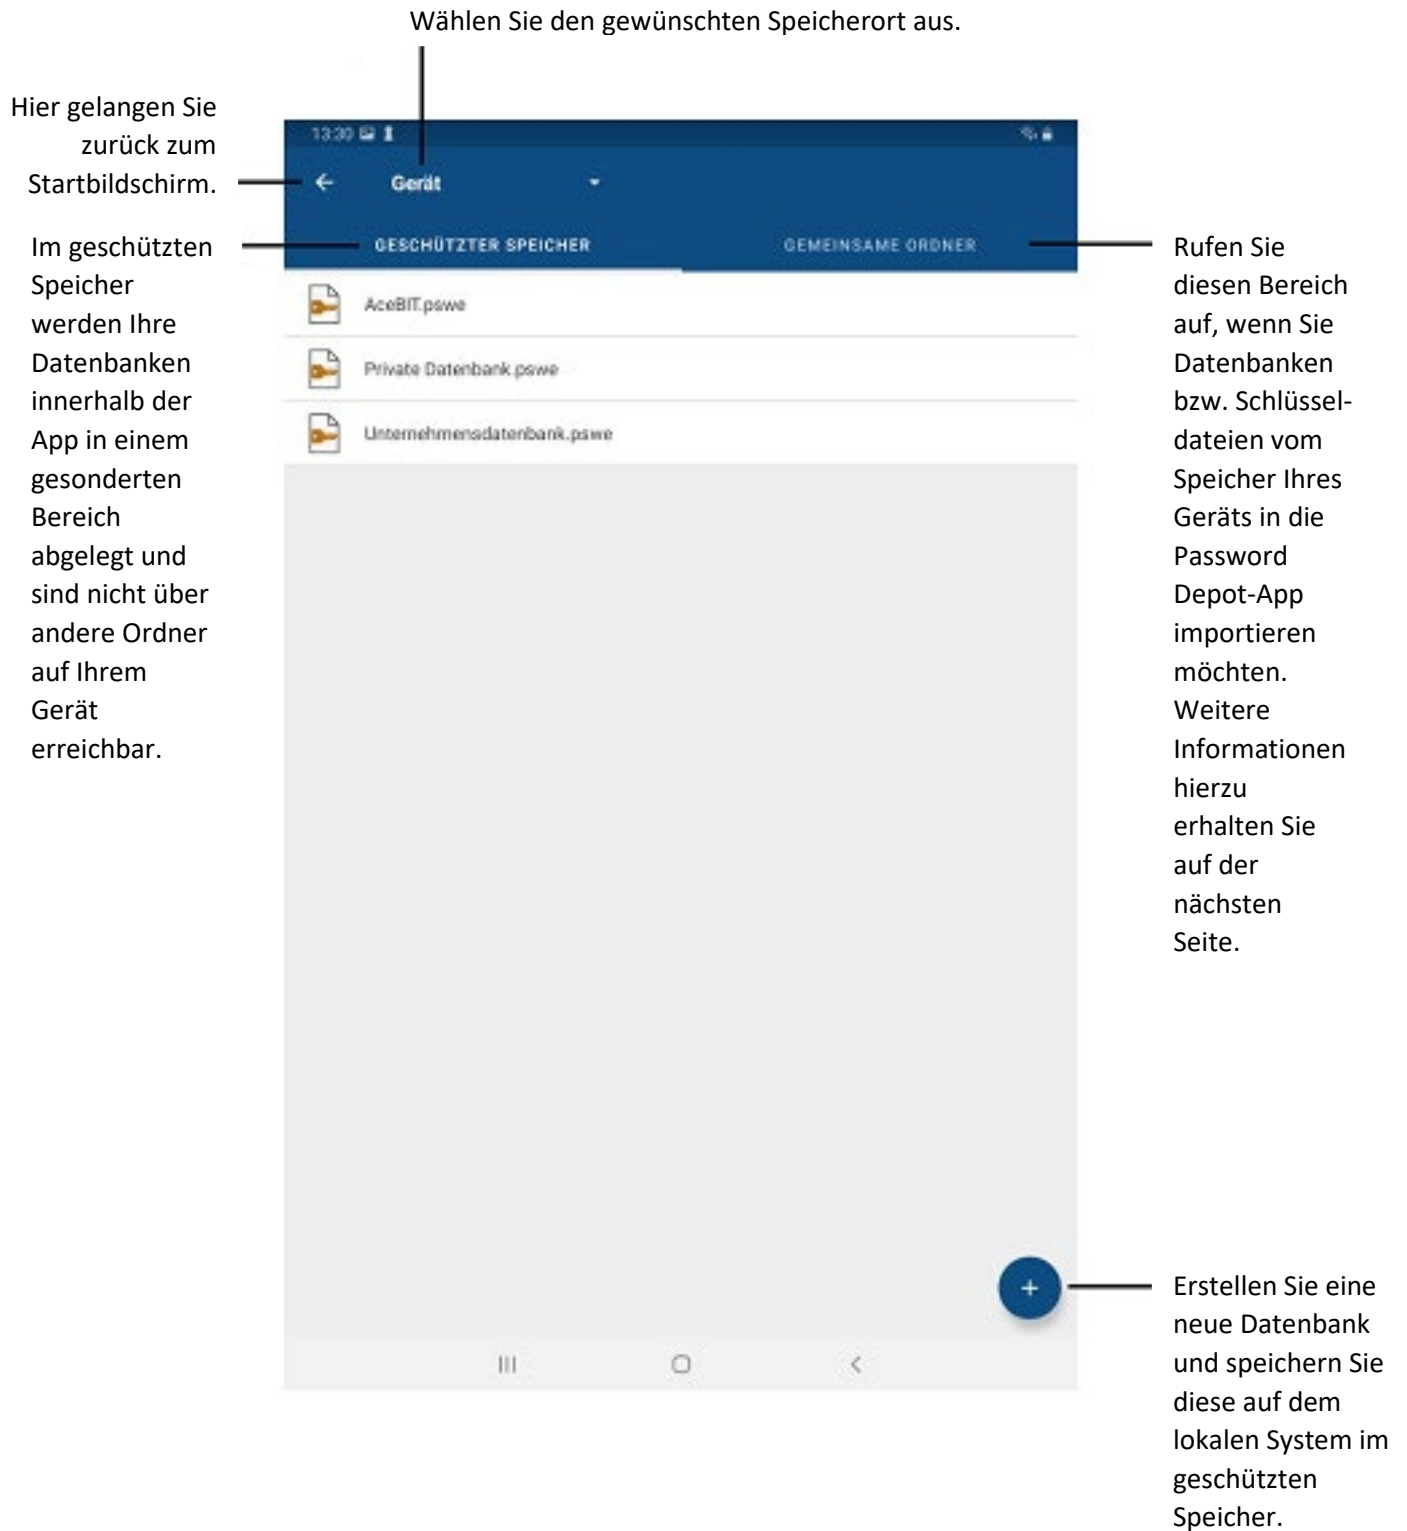 Wählen Sie den gewünschten Speicherort aus.
Hier gelangen Sie
zurück zum
Startbildschirm.
Im geschützten
Speicher
werden Ihre
Datenbanken
innerhalb der
App in einem
gesonderten
Bereich
abgelegt und
sind nicht über
andere Ordner
auf Ihrem
Gerät
erreichbar.
13:30
Gerät
GESCHÜTZTER SPEICHER
GEMEINSAME ORDNER
AceBIT.pswe
Private Datenbank.pswe
Unternehmensdatenbank.pswe
Rufen Sie
diesen Bereich
auf, wenn Sie
Datenbanken
bzw. Schlüssel-
dateien vom
Speicher Ihres
Geräts in die
Password
Depot-App
importieren
möchten.
Weitere
Informationen
hierzu
erhalten Sie
auf der
nächsten
Seite.
Erstellen Sie eine
neue Datenbank
und speichern Sie
diese auf dem
lokalen System im
geschützten
Speicher.